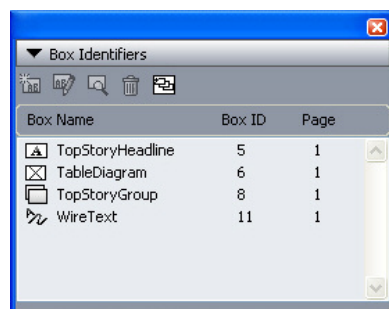 Box Identifiers
Box Name Box ID Page
TopStoryHeadline 5 1
TableDiagram 6 1
TopStoryGroup 8 1
WireText 11 1